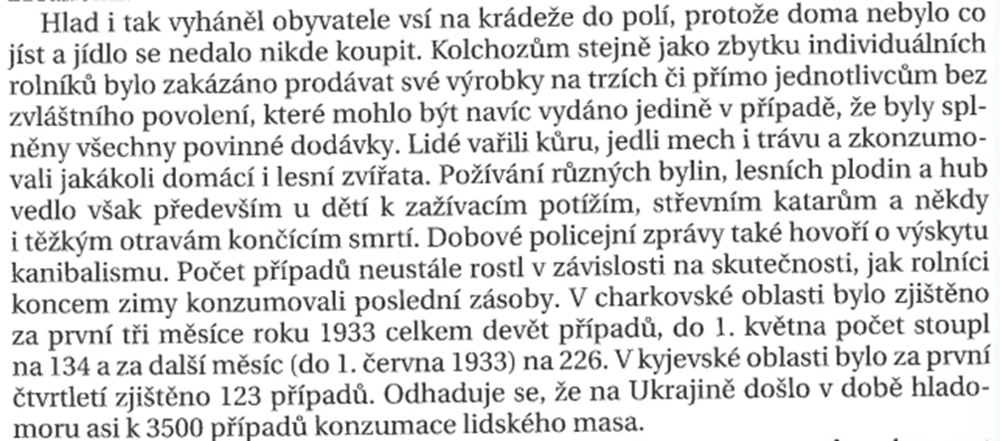 Hlad i tak vyháněl obyvatele vsí na krádeže do polí, protože doma nebylo co
jíst a jídlo se nedalo nikde koupit. Kolchozům stejně jako zbytku individuálních
rolníků bylo zakázáno prodávat své výrobky na trzích či přímo jednotlivcům bez
zvláštního povolení, které mohlo být navíc vydáno jedině v případě, že byly spl-
něny všechny povinné dodávky. Lidé vařili kůru, jedli mech i trávu a zkonzumo-
vali jakákoli domácí i lesní zvířata. Požívání různých bylin, lesních plodin a hub
vedlo však především u dětí k zažívacím potížím, střevním katarům a někdy
i těžkým otravám končícím smrtí. Dobové policejní zprávy také hovoří o výskytu
kanibalismu. Počet případů neustále rostl v závislosti na skutečnosti, jak rolníci
koncem zimy konzumovali poslední zásoby. V charkovské oblasti bylo zjištěno
za první tři měsíce roku 1933 celkem devět případů, do 1. května počet stoupl
na 134 a za další měsíc (do 1. června 1933) na 226. V kyjevské oblasti bylo za první
čtvrtletí zjištěno 123 případů. Odhaduje se, že na Ukrajině došlo v době hlado-
moru asi k 3500 případů konzumace lidského masa.